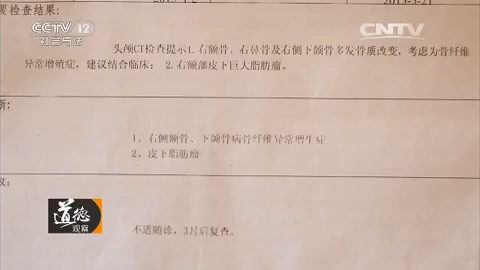 要检查结果:
CCTV 12
社会与法
CNTV
头颅CT检查提示1.右额骨、右鼻骨及右侧下颌骨多发骨质改变,考虑为骨纤维
异常增殖症,建议结合临床; 2.右额部皮下巨大脂肪瘤。
断:
1、右侧额骨、下颌骨病骨纤维异常增生症
2、皮下脂肪瘤
议:
道德
观察
不适随诊,3月后复查。